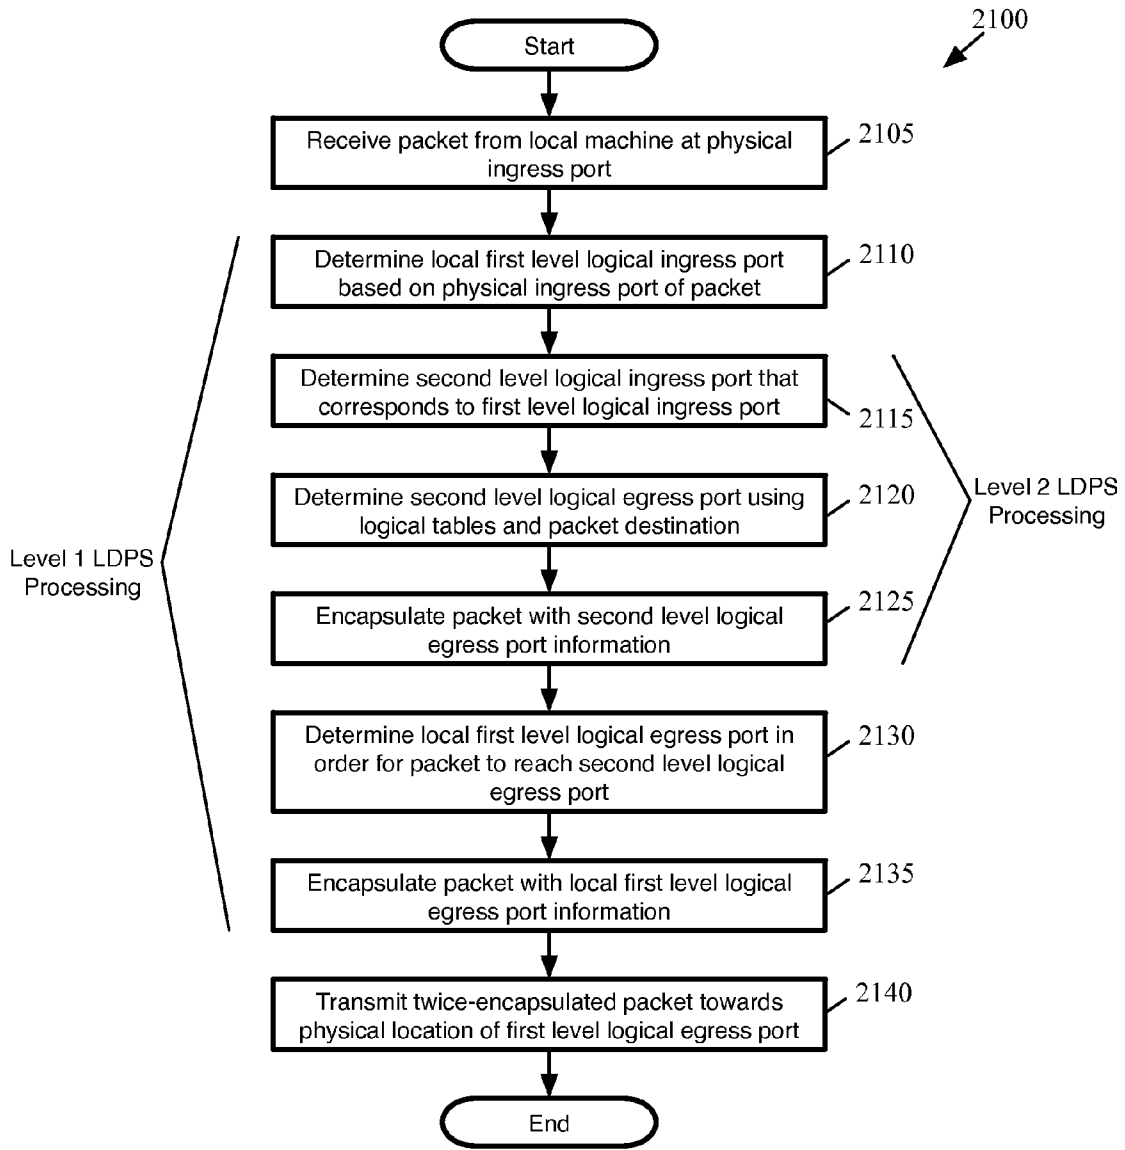 2100
Start
Receive packet from local machine at physical
ingress port
2105
Determine local first level logical ingress port
based on physical ingress port of packet
2110
Determine second level logical ingress port that
corresponds to first level logical ingress port
2115
Determine second level logical egress port using
logical tables and packet destination
2120
Level 2 LDPS
Processing
Level 1 LDPS
Processing
Encapsulate packet with second level logical
egress port information
2125
Determine local first level logical egress port in
order for packet to reach second level logical
egress port
2130
Encapsulate packet with local first level logical
egress port information
2135
Transmit twice-encapsulated packet towards
physical location of first level logical egress port
2140
End